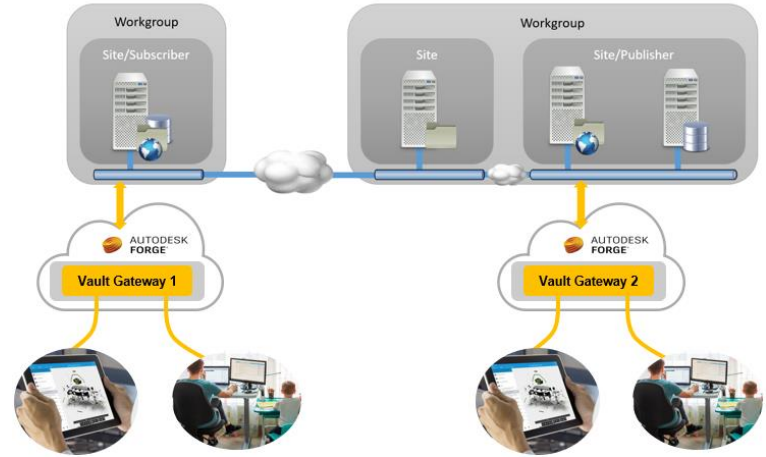 Workgroup
Workgroup
Site/Subscriber
Site
Site/Publisher
AUTODESK
FORGE
Vault Gateway 1
AUTODESK
FORGE
Vault Gateway 2